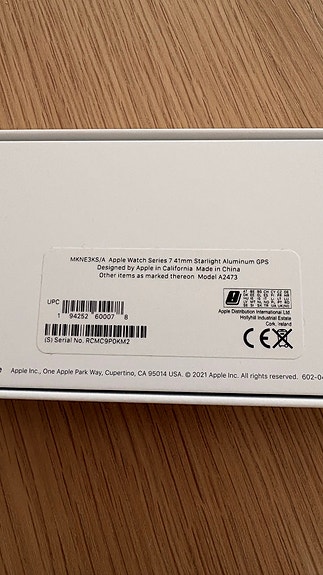 MKNE3KS/A Apple Watch Series 7 41mm Starlight Aluminum GPS
Designed by Apple in California Made in China
Other items as marked thereon Model A2473
UPC
1 94252 60007 8
(S) Serial No. RCMC9P0KM2
Apple Distribution International Ltd.
Hollyhill Industrial Estate
Cork, Ireland
CE
Apple Inc., One Apple Park Way, Cupertino, CA 95014 USA. © 2021 Apple Inc. All rights reserved. 602-04